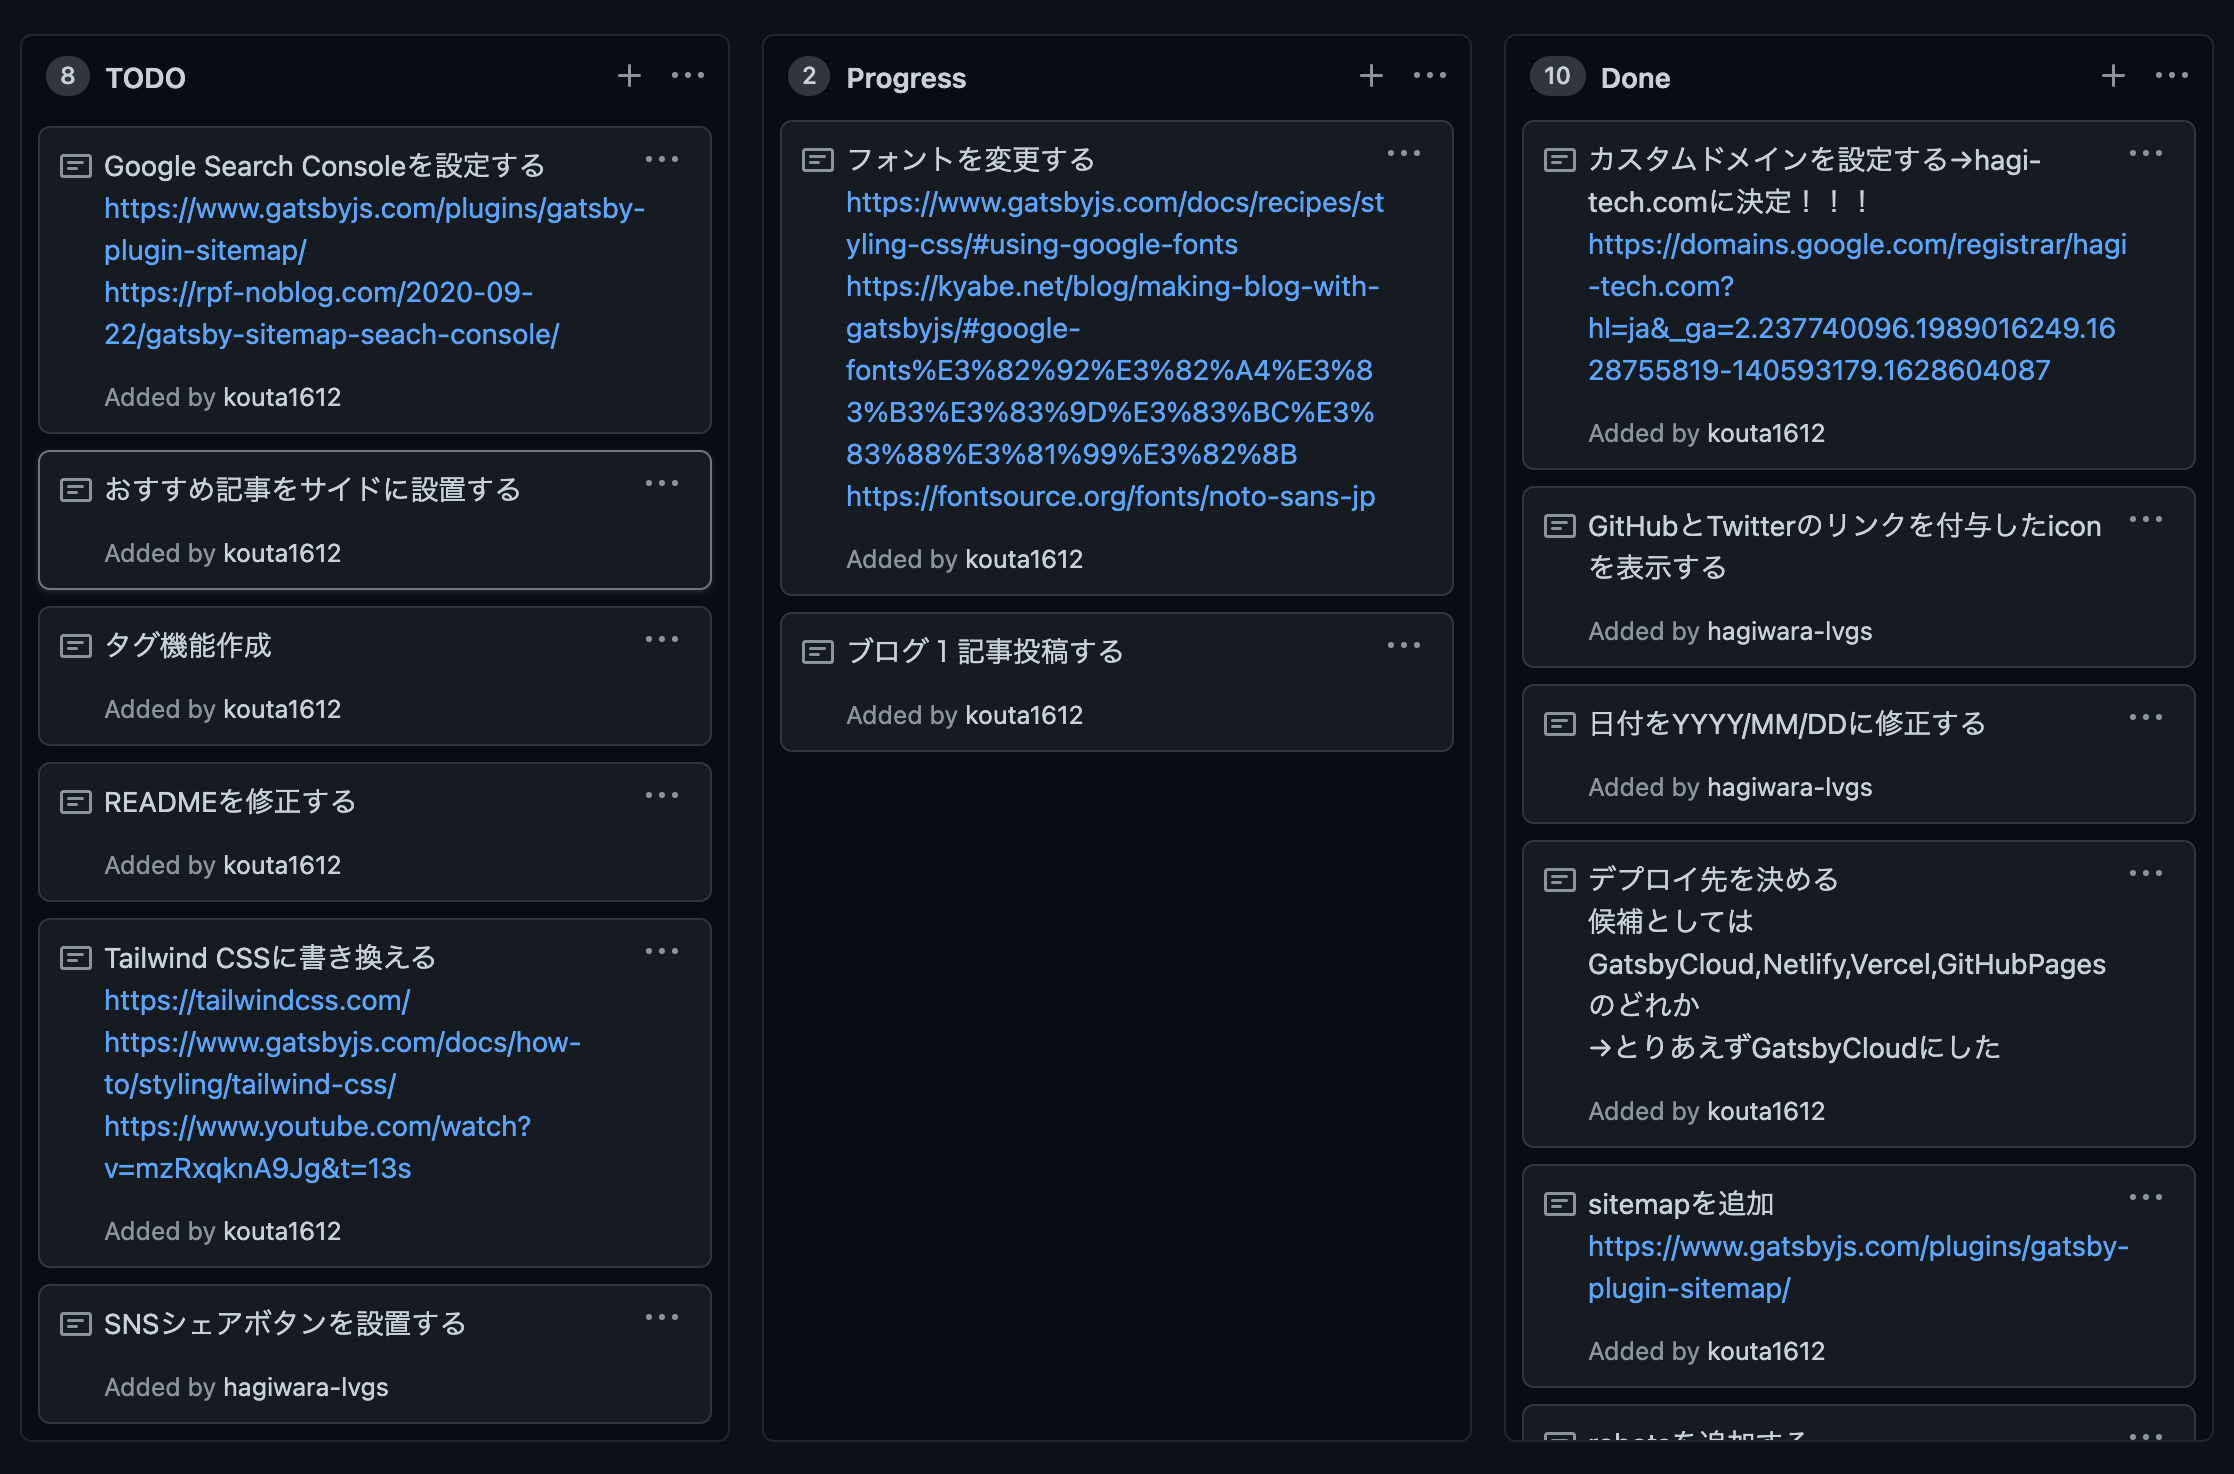 8 TODO
Google Search Consoleを設定する
https://www.gatsbyjs.com/plugins/gatsby-
plugin-sitemap/
https://rpf-noblog.com/2020-09-
22/gatsby-sitemap-seach-console/
Added by kouta1612
おすすめ記事をサイドに設置する
Added by kouta1612
タグ機能作成
Added by kouta1612
READMEを修正する
Added by kouta1612
Tailwind CSSに書き換える
https://tailwindcss.com/
https://www.gatsbyjs.com/docs/how-
to/styling/tailwind-css/
https://www.youtube.com/watch?
v=mzRxqknA9Jg&t=13s
Added by kouta1612
SNSシェアボタンを設置する
Added by hagiwara-lvgs
2 Progress
フォントを変更する
https://www.gatsbyjs.com/docs/recipes/st
yling-css/#using-google-fonts
https://kyabe.net/blog/making-blog-with-
gatsbyjs/#google-
fonts%E3%82%92%E3%82%A4%E3%8
3%B3%E3%83%9D%E3%83%BC%E3%
83%88%E3%81%99%E3%82%8B
https://fontsource.org/fonts/noto-sans-jp
Added by kouta1612
ブログ１記事投稿する
Added by kouta1612
10 Done
カスタムドメインを設定する→hagi-
tech.comに決定！！！
https://domains.google.com/registrar/hagi
-tech.com?
hl=ja&_ga=2.237740096.1989016249.16
28755819-140593179.1628604087
Added by kouta1612
GitHubとTwitterのリンクを付与したicon
を表示する
Added by hagiwara-lvgs
日付をYYYY/MM/DDに修正する
Added by hagiwara-lvgs
デプロイ先を決める
候補としては
GatsbyCloud,Netlify,Vercel,GitHubPages
のどれか
→とりあえずGatsbyCloudにした
Added by kouta1612
sitemapを追加
https://www.gatsbyjs.com/plugins/gatsby-
plugin-sitemap/
Added by kouta1612
robotsを追加する